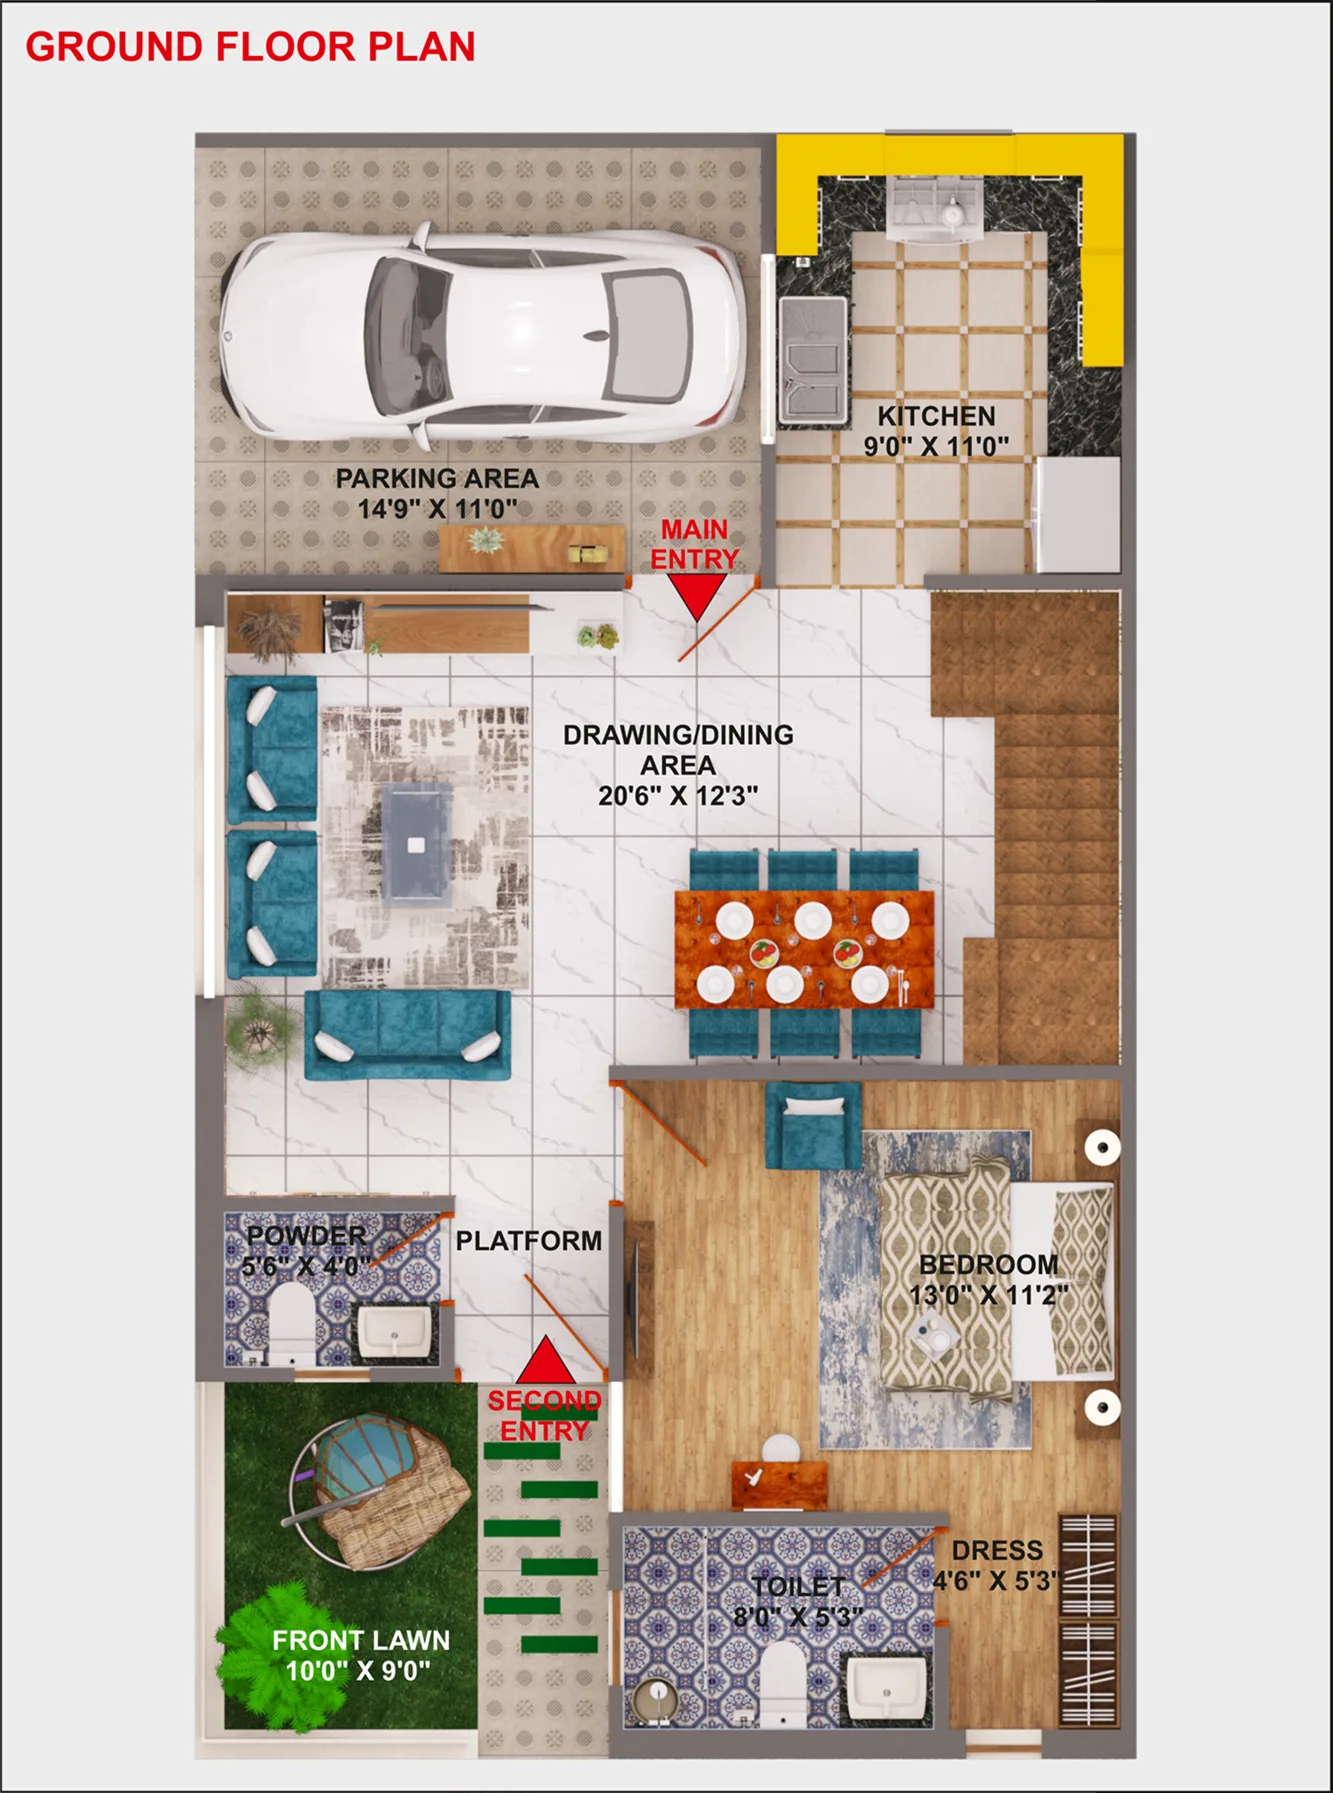 GROUND FLOOR PLAN
KITCHEN
9'0" X 11'0"
PARKING AREA
14'9" X 11'0"
MAIN
ENTRY
DRAWING/DINING
AREA
20'6" X 12'3"
POWDER
5'6" X 4'0"
PLATFORM
BEDROOM
13'0" X 11'2"
SECOND
ENTRY
DRESS
4'6" X 5'3"
TOILET
8'0" X 5'3"
FRONT LAWN
10'0" X 9'0"